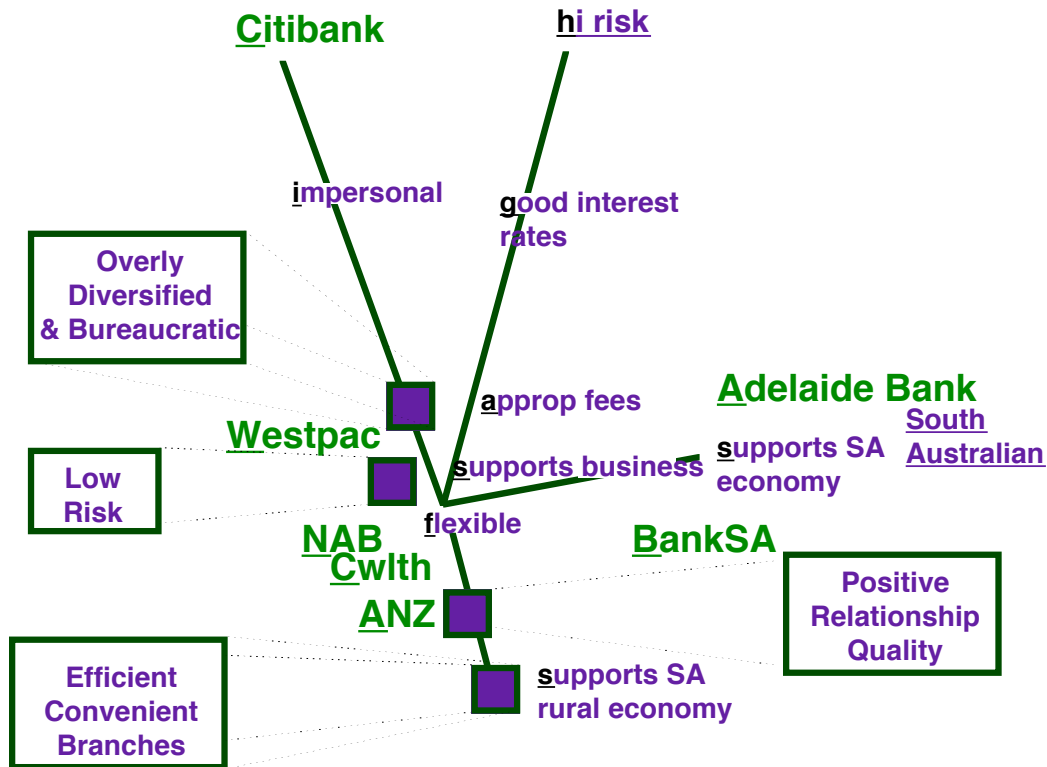 Citibank
hi risk
impersonal
good interest
rates
Overly
Diversified
& Bureaucratic
approp fees
Adelaide Bank
South
Australian
Westpac
supports business
supports SA
economy
Low
Risk
flexible
NAB
Cwlth
BankSA
ANZ
Positive
Relationship
Quality
Efficient
Convenient
Branches
supports SA
rural economy